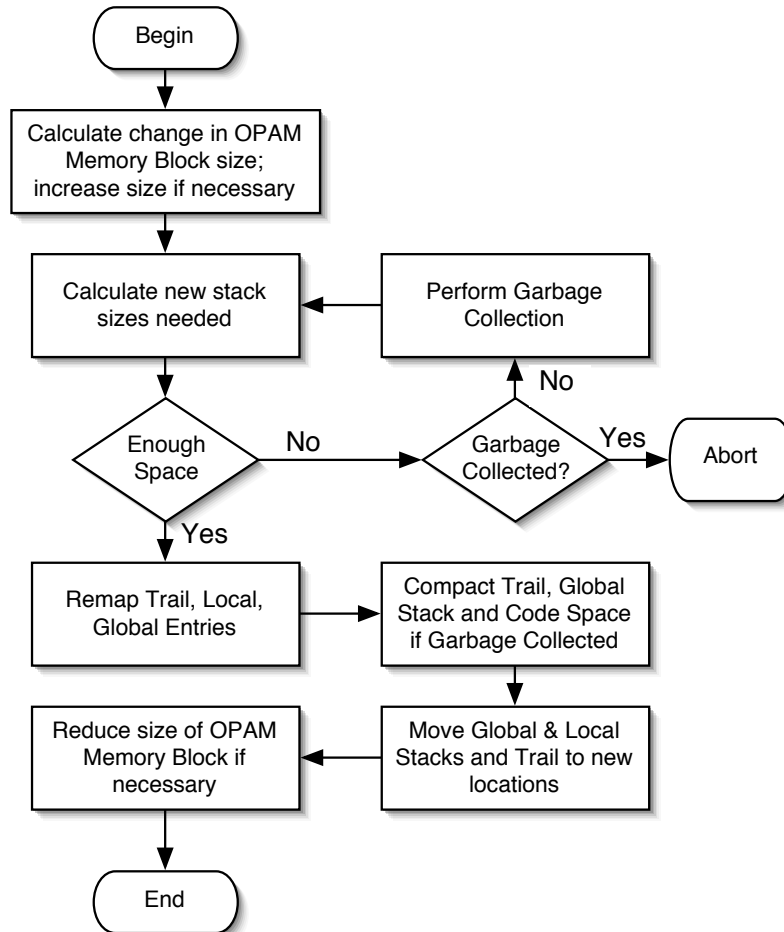 Begin
Calculate change in OPAM
Memory Block size;
increase size if necessary
Calculate new stack
sizes needed
Perform Garbage
Collection
No
Enough
Space
No
Garbage
Collected?
Yes
Abort
Yes
Remap Trail, Local,
Global Entries
Compact Trail, Global
Stack and Code Space
if Garbage Collected
Reduce size of OPAM
Memory Block if
necessary
Move Global & Local
Stacks and Trail to new
locations
End